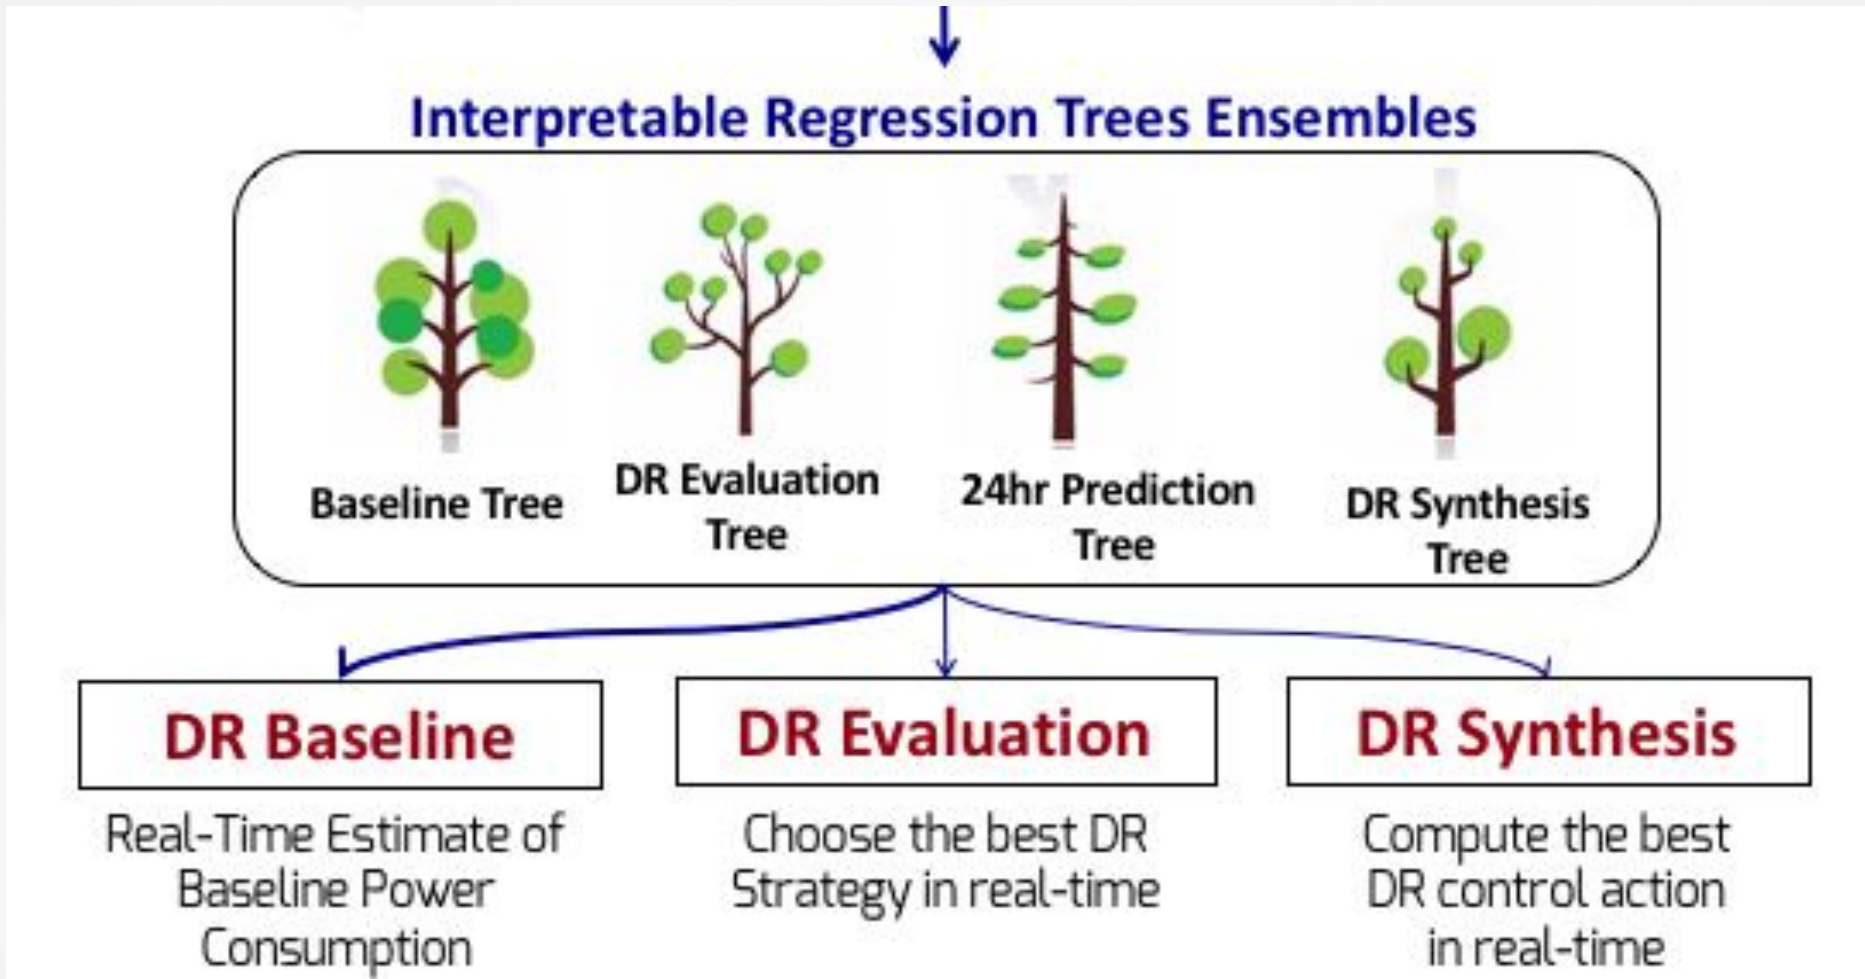 Interpretable Regression Trees Ensembles
Baseline Tree
DR Evaluation
Tree
24hr Prediction
Tree
DR Synthesis
Tree
DR Baseline
Real-Time Estimate of
Baseline Power
Consumption
DR Evaluation
Choose the best DR
Strategy in real-time
DR Synthesis
Compute the best
DR control action
in real-time